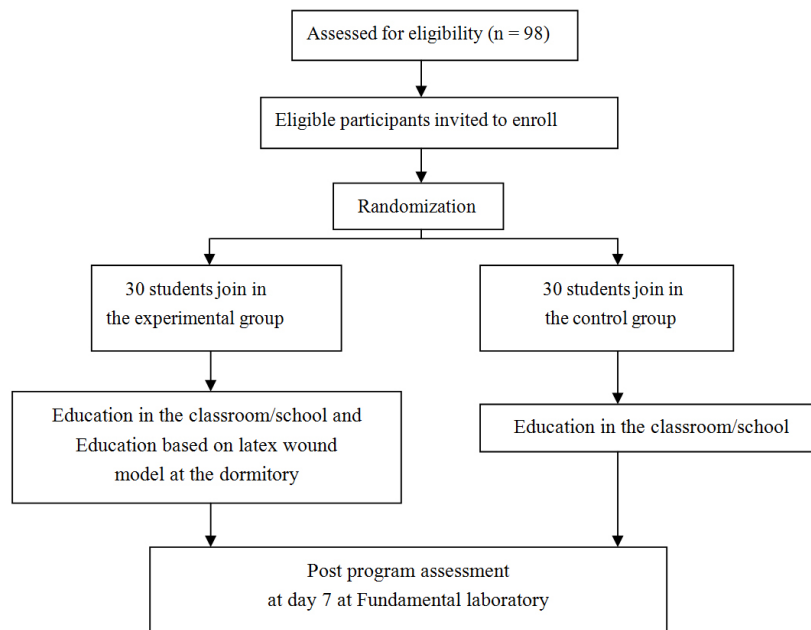 Assessed for eligibility (n = 98)
Eligible participants invited to enroll
Randomization
30 students join in
the experimental group
30 students join in
the control group
Education in the classroom/school and
Education based on latex wound
model at the dormitory
Education in the classroom/school
Post program assessment
at day 7 at Fundamental laboratory